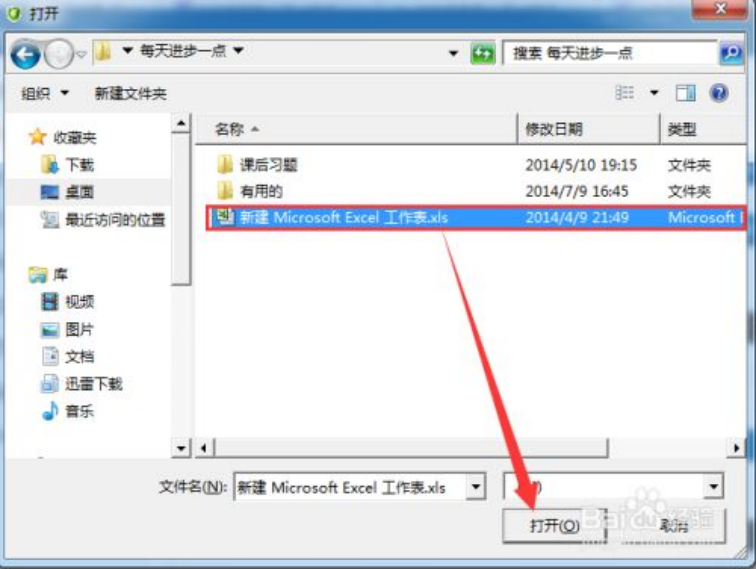 打开
每天进步一点
搜索 每天进步一点
组织 新建文件夹
名称 修改日期 类型
收藏夹
下载
桌面
最近访问的位置
库
视频
图片
文档
迅雷下载
音乐
课后习题 2014/5/10 19:15 文件夹
有用的 2014/7/9 16:45 文件夹
新建 Microsoft Excel 工作表.xls 2014/4/9 21:49 Microsoft E
文件名(N): 新建 Microsoft Excel 工作表.xls
打开(O) 取消
Baidu 经验